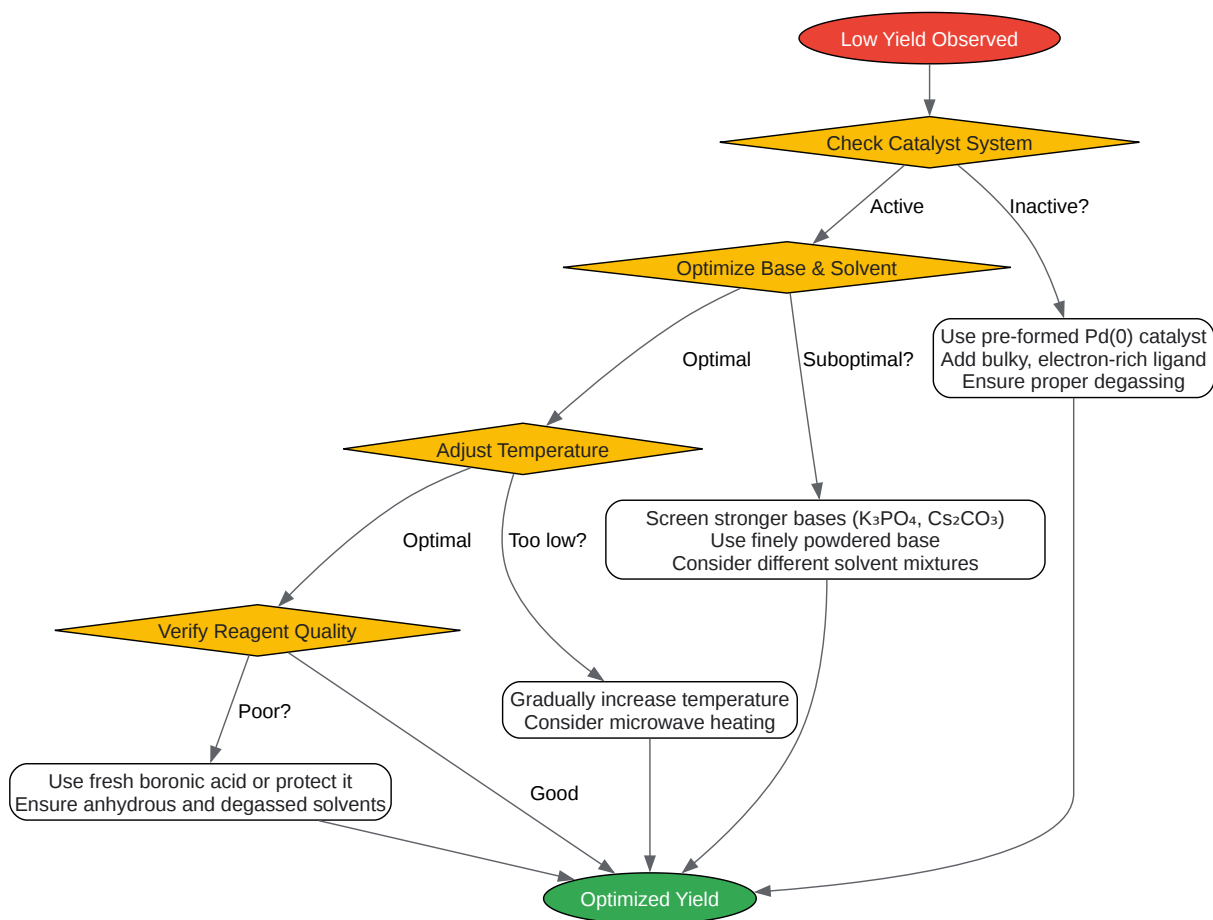 Low Yield Observed
Check Catalyst System
Active
Inactive?
Optimize Base & Solvent
Use pre-formed Pd(0) catalyst
Add bulky, electron-rich ligand
Ensure proper degassing
Optimal
Suboptimal?
Adjust Temperature
Screen stronger bases (K₃PO₄, Cs₂CO₃)
Use finely powdered base
Consider different solvent mixtures
Optimal
Too low?
Verify Reagent Quality
Gradually increase temperature
Consider microwave heating
Poor?
Use fresh boronic acid or protect it
Ensure anhydrous and degassed solvents
Good
Optimized Yield